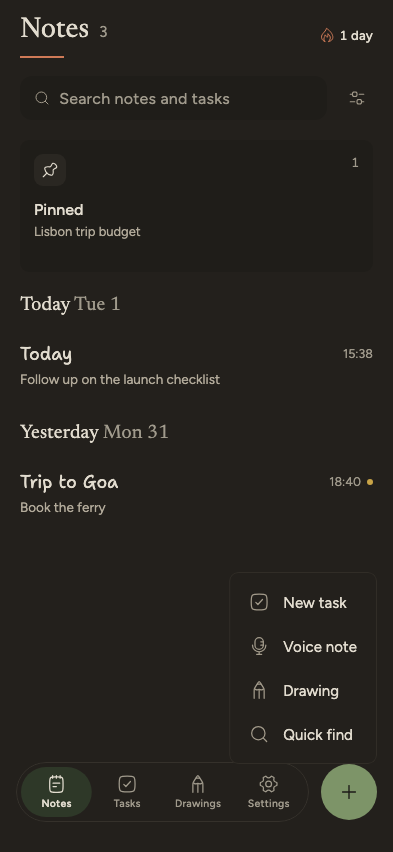 Notes 3
1 day
Search notes and tasks
1
Pinned
Lisbon trip budget
Today Tue 1
Today 15:38
Follow up on the launch checklist
Yesterday Mon 31
Trip to Goa 18:40
Book the ferry
New task
Voice note
Drawing
Quick find
Notes Tasks Drawings Settings